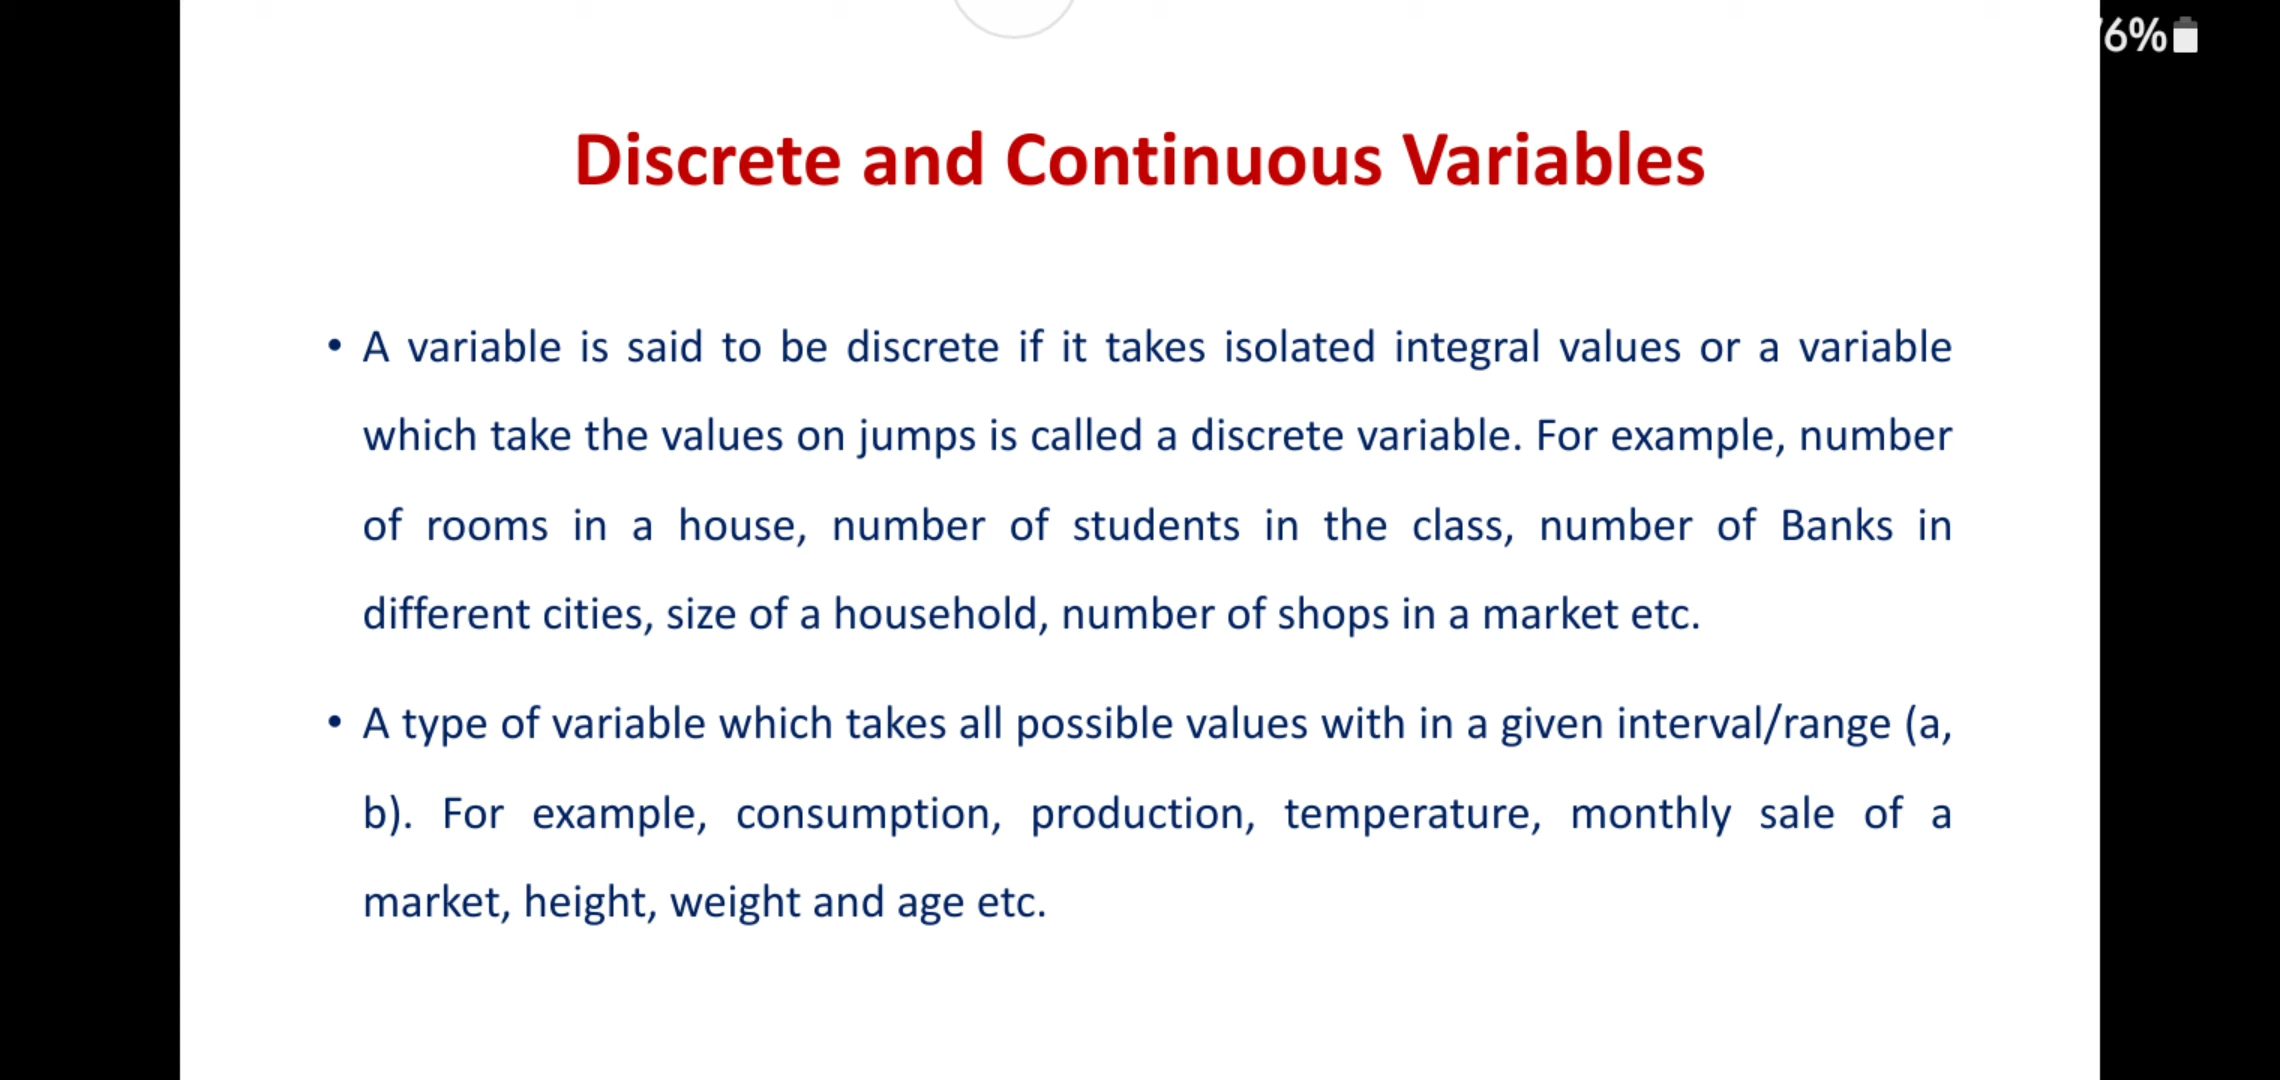 6%
Discrete and Continuous Variables
• A variable is said to be discrete if it takes isolated integral values or a variable
which take the values on jumps is called a discrete variable. For example, number
of rooms in a house, number of students in the class, number of Banks in
different cities, size of a household, number of shops in a market etc.
• A type of variable which takes all possible values with in a given interval/range (a,
b). For example, consumption, production, temperature, monthly sale of a
market, height, weight and age etc.